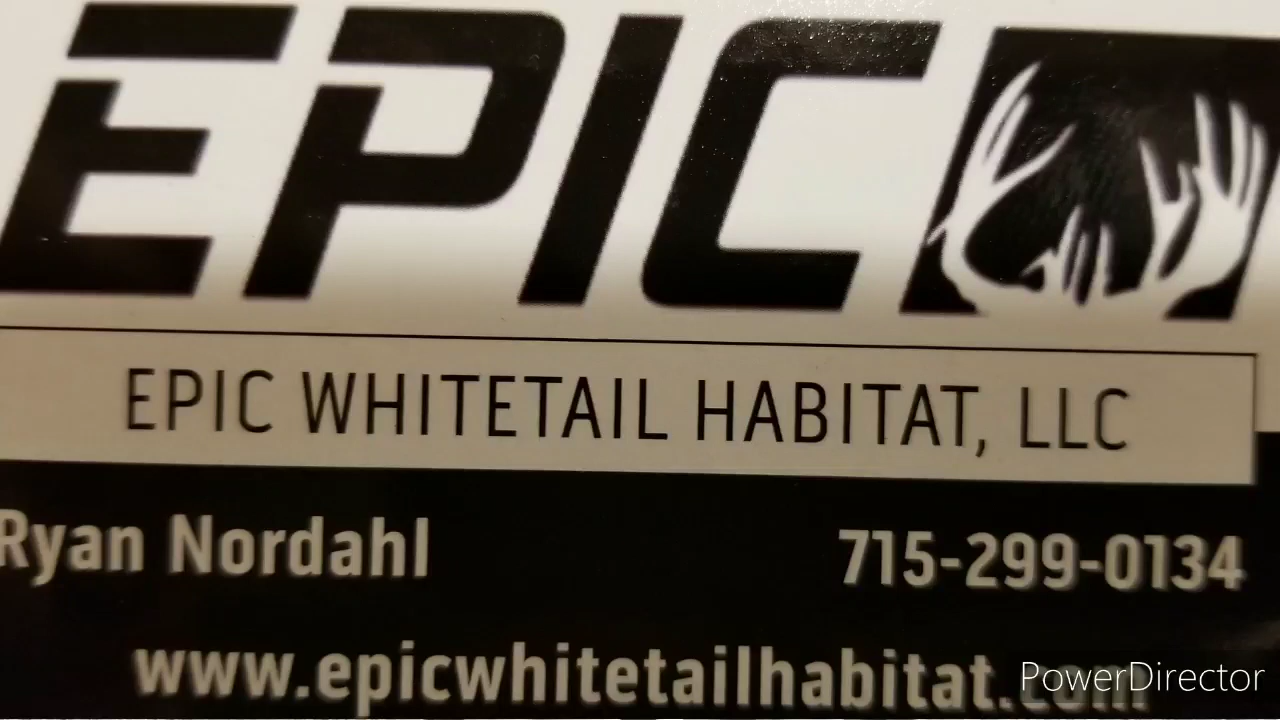 EPIC
EPIC WHITETAIL HABITAT, LLC
Ryan Nordahl
715-299-0134
www.epicwhitetailhabitat.com
PowerDirector